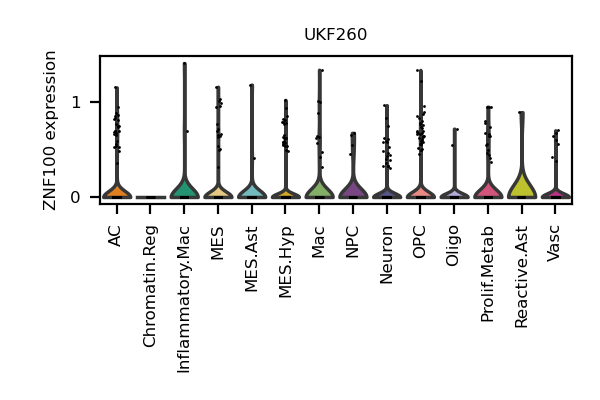 UKF260
ZNF100 expression
1
0
AC
Chromatin.Reg
Inflammatory.Mac
MES
MES.Ast
MES.Hyp
Mac
NPC
Neuron
OPC
Oligo
Prolif.Metab
Reactive.Ast
Vasc